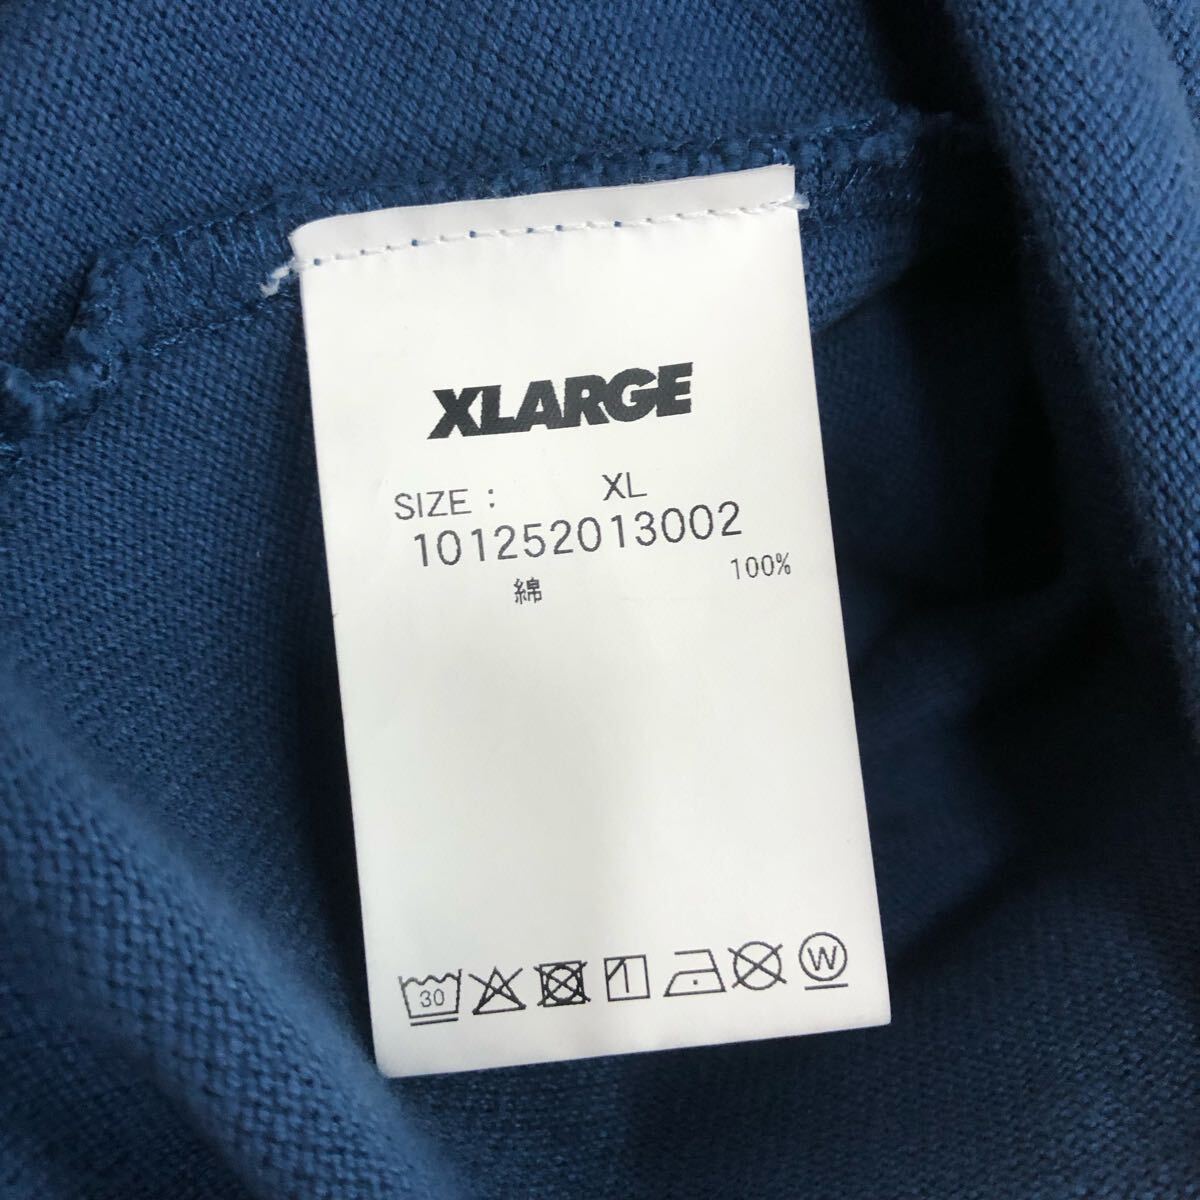 XLARGE
SIZE : XL
101252013002
綿 100%
30 W